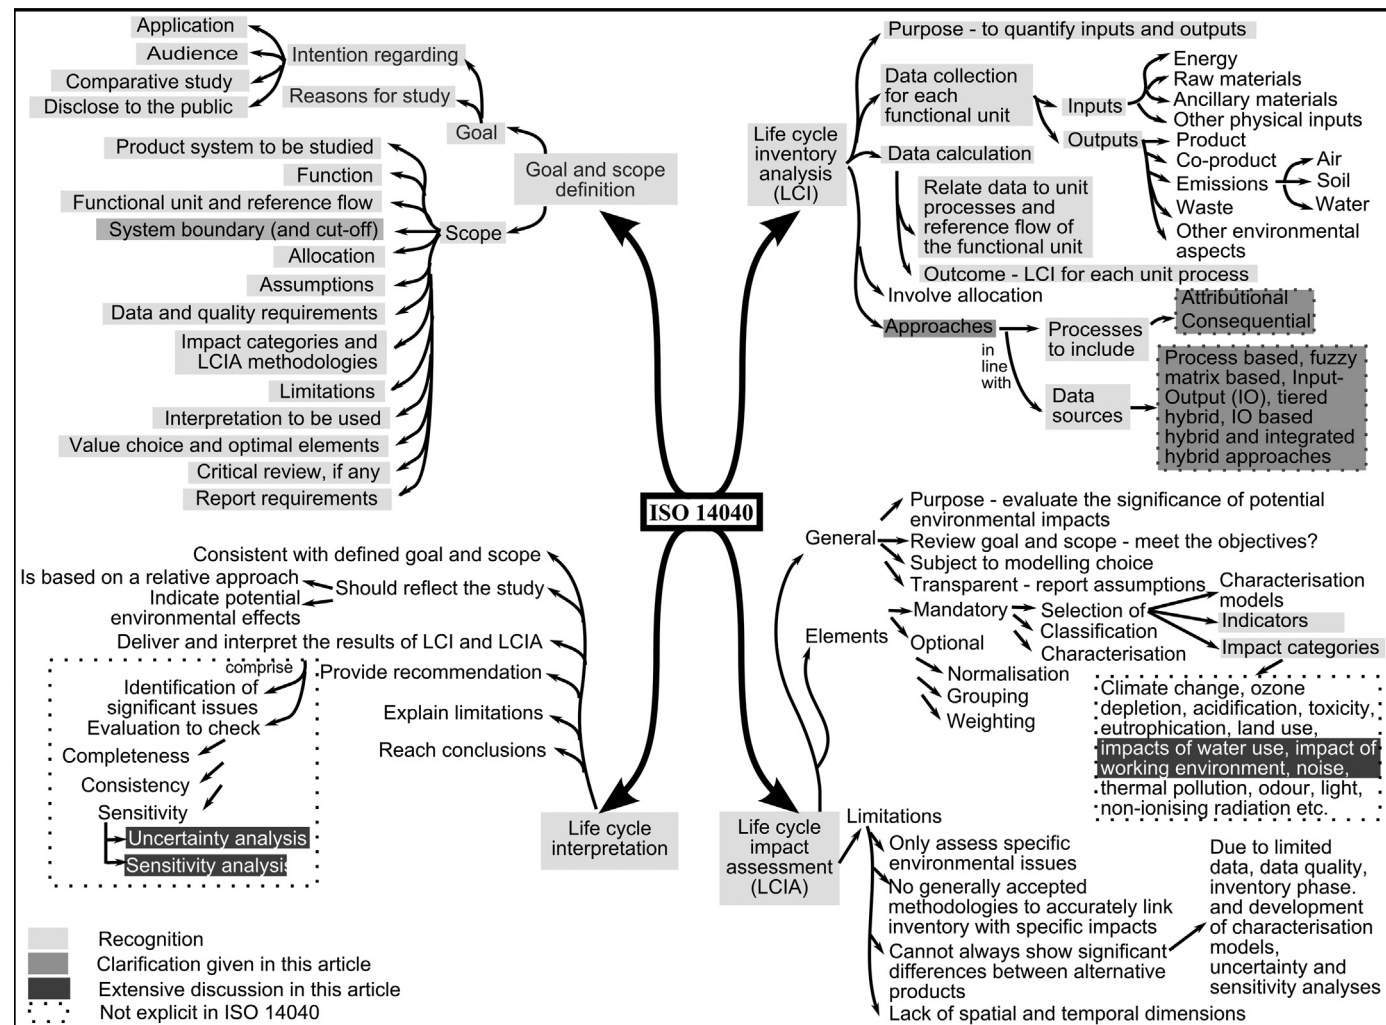 Application
Audience
Comparative study
Disclose to the public
Intention regarding
Reasons for study
Goal
Goal and scope
definition
Product system to be studied
Function
Functional unit and reference flow
System boundary (and cut-off)
Allocation
Assumptions
Data and quality requirements
Impact categories and
LCIA methodologies
Limitations
Interpretation to be used
Value choice and optimal elements
Critical review, if any
Report requirements
Scope
Life cycle
inventory
analysis
(LCI)
Purpose - to quantify inputs and outputs
Data collection
for each
functional unit
Inputs
Energy
Raw materials
Ancillary materials
Other physical inputs
Outputs
Product
Co-product
Emissions
Air
Soil
Water
Waste
Other environmental
aspects
Data calculation
Relate data to unit
processes and
reference flow of
the functional unit
Outcome - LCI for each unit process
Involve allocation
Approaches
in
line
with
Processes
to include
Attributional
Consequential
Data
sources
Process based, fuzzy
matrix based, Input-
Output (IO), tiered
hybrid, IO based
hybrid and integrated
hybrid approaches
ISO 14040
Consistent with defined goal and scope
Should reflect the study
Is based on a relative approach
Indicate potential
environmental effects
Deliver and interpret the results of LCI and LCIA
comprise
Identification of
significant issues
Evaluation to check
Completeness
Consistency
Sensitivity
Uncertainty analysis
Sensitivity analysis
Provide recommendation
Explain limitations
Reach conclusions
Life cycle
interpretation
Life cycle
impact
assessment
(LCIA)
General
Purpose - evaluate the significance of potential
environmental impacts
Review goal and scope - meet the objectives?
Subject to modelling choice
Transparent - report assumptions
Elements
Mandatory
Selection of
Classification
Characterisation
Characterisation
models
Indicators
Impact categories
Climate change, ozone
depletion, acidification, toxicity,
eutrophication, land use,
impacts of water use, impact of
working environment, noise,
thermal pollution, odour, light,
non-ionising radiation etc.
Optional
Normalisation
Grouping
Weighting
Limitations
Only assess specific
environmental issues
No generally accepted
methodologies to accurately link
inventory with specific impacts
Cannot always show significant
differences between alternative
products
Lack of spatial and temporal dimensions
Due to limited
data, data quality,
inventory phase.
and development
of characterisation
models,
uncertainty and
sensitivity analyses
Recognition
Clarification given in this article
Extensive discussion in this article
Not explicit in ISO 14040